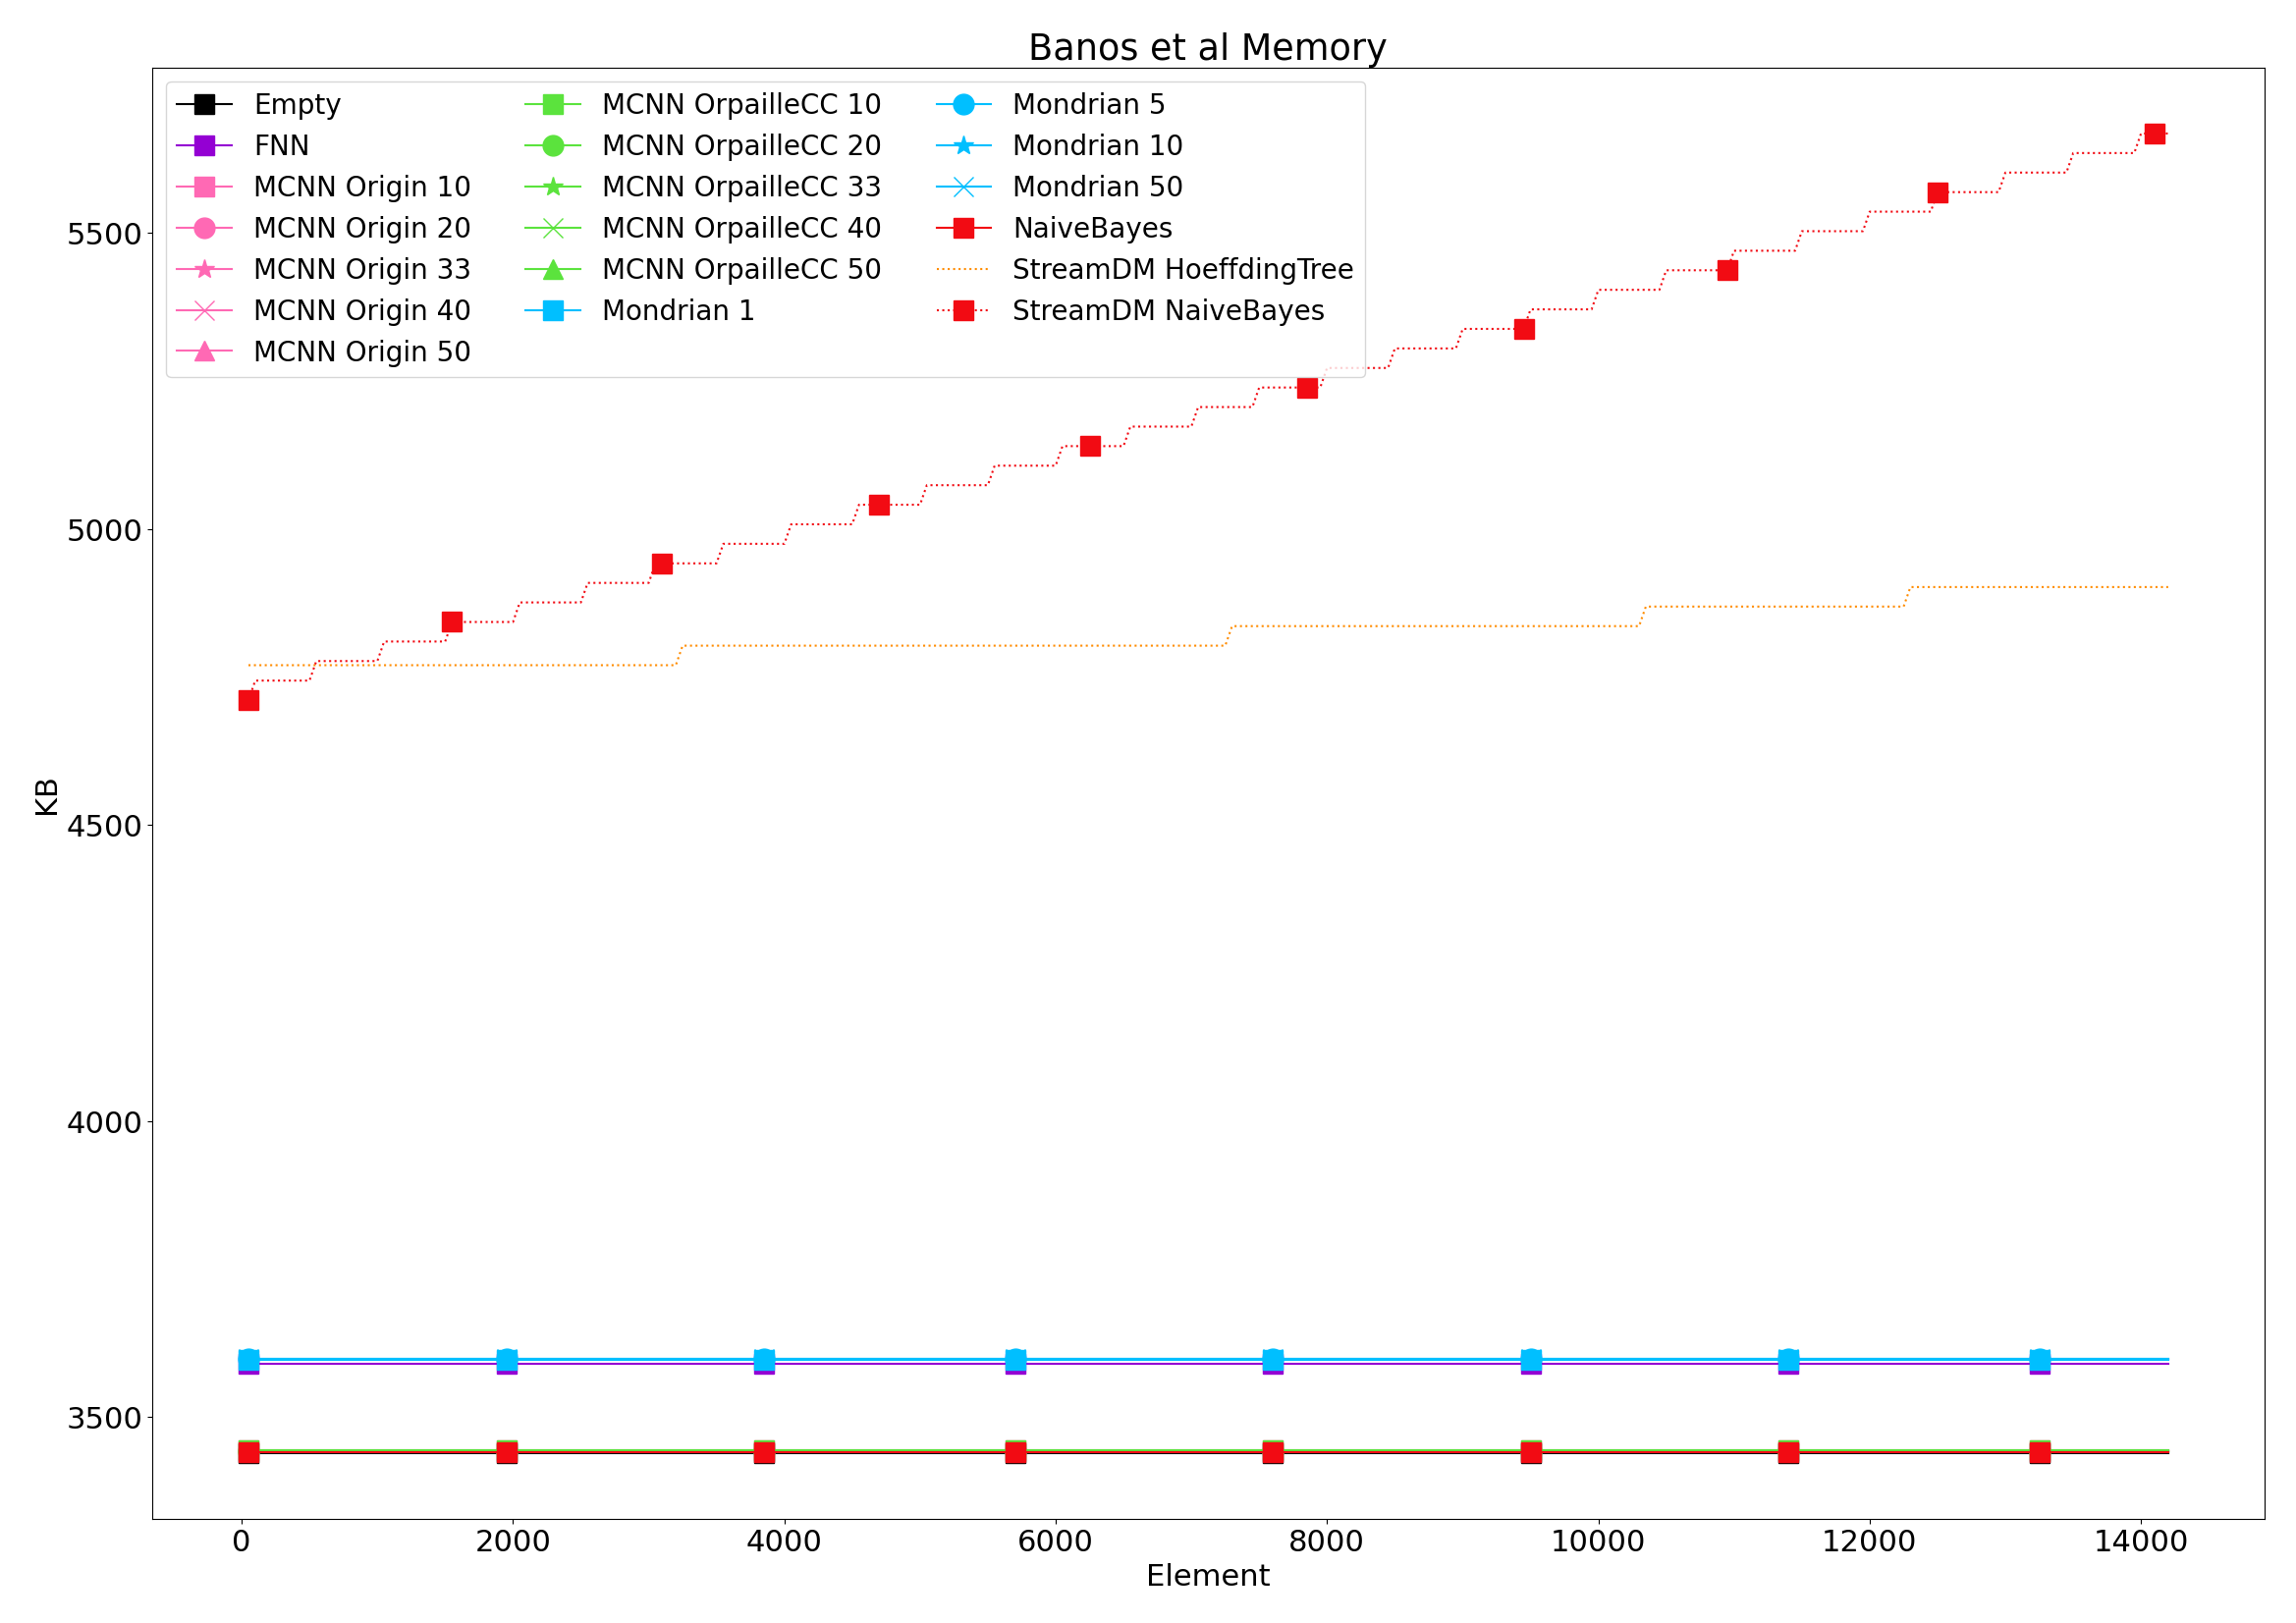 Banos et al Memory
Empty
FNN
MCNN Origin 10
MCNN Origin 20
MCNN Origin 33
MCNN Origin 40
MCNN Origin 50
MCNN OrpailleCC 10
MCNN OrpailleCC 20
MCNN OrpailleCC 33
MCNN OrpailleCC 40
MCNN OrpailleCC 50
Mondrian 1
Mondrian 5
Mondrian 10
Mondrian 50
NaiveBayes
StreamDM HoeffdingTree
StreamDM NaiveBayes
KB
5500
5000
4500
4000
3500
0 2000 4000 6000 8000 10000 12000 14000
Element